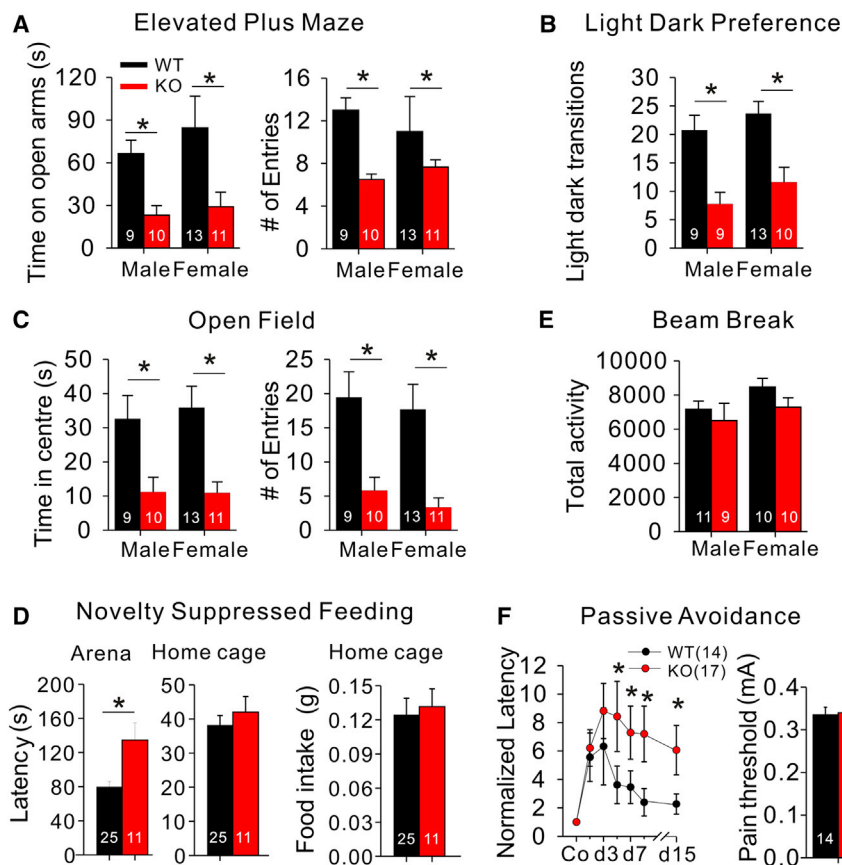 A Elevated Plus Maze
WT
KO
Time on open arms (s)
120
90
60
30
0
* *
9 10 13 11
Male Female
# of Entries
16
12
8
4
0
* *
9 10 13 11
Male Female
B Light Dark Preference
Light dark transitions
30
25
20
15
10
5
0
* *
9 9 13 10
Male Female
C Open Field
Time in centre (s)
50
40
30
20
10
0
* *
9 10 13 11
Male Female
# of Entries
25
20
15
10
5
0
* *
9 10 13 11
Male Female
E Beam Break
Total activity
10000
8000
6000
4000
2000
0
11 9 10 10
Male Female
D Novelty Suppressed Feeding
Arena
Latency (s)
200
160
120
80
40
0
*
25 11
Home cage
50
40
30
20
10
0
25 11
Home cage
Food intake (g)
0.15
0.12
0.09
0.06
0.03
0.00
25 11
F Passive Avoidance
WT(14)
KO(17)
Normalized Latency
12
10
8
6
4
2
0
* * * *
Co d3 d7 d15
Pain threshold (mA)
0.4
0.3
0.2
0.1
0.0
14